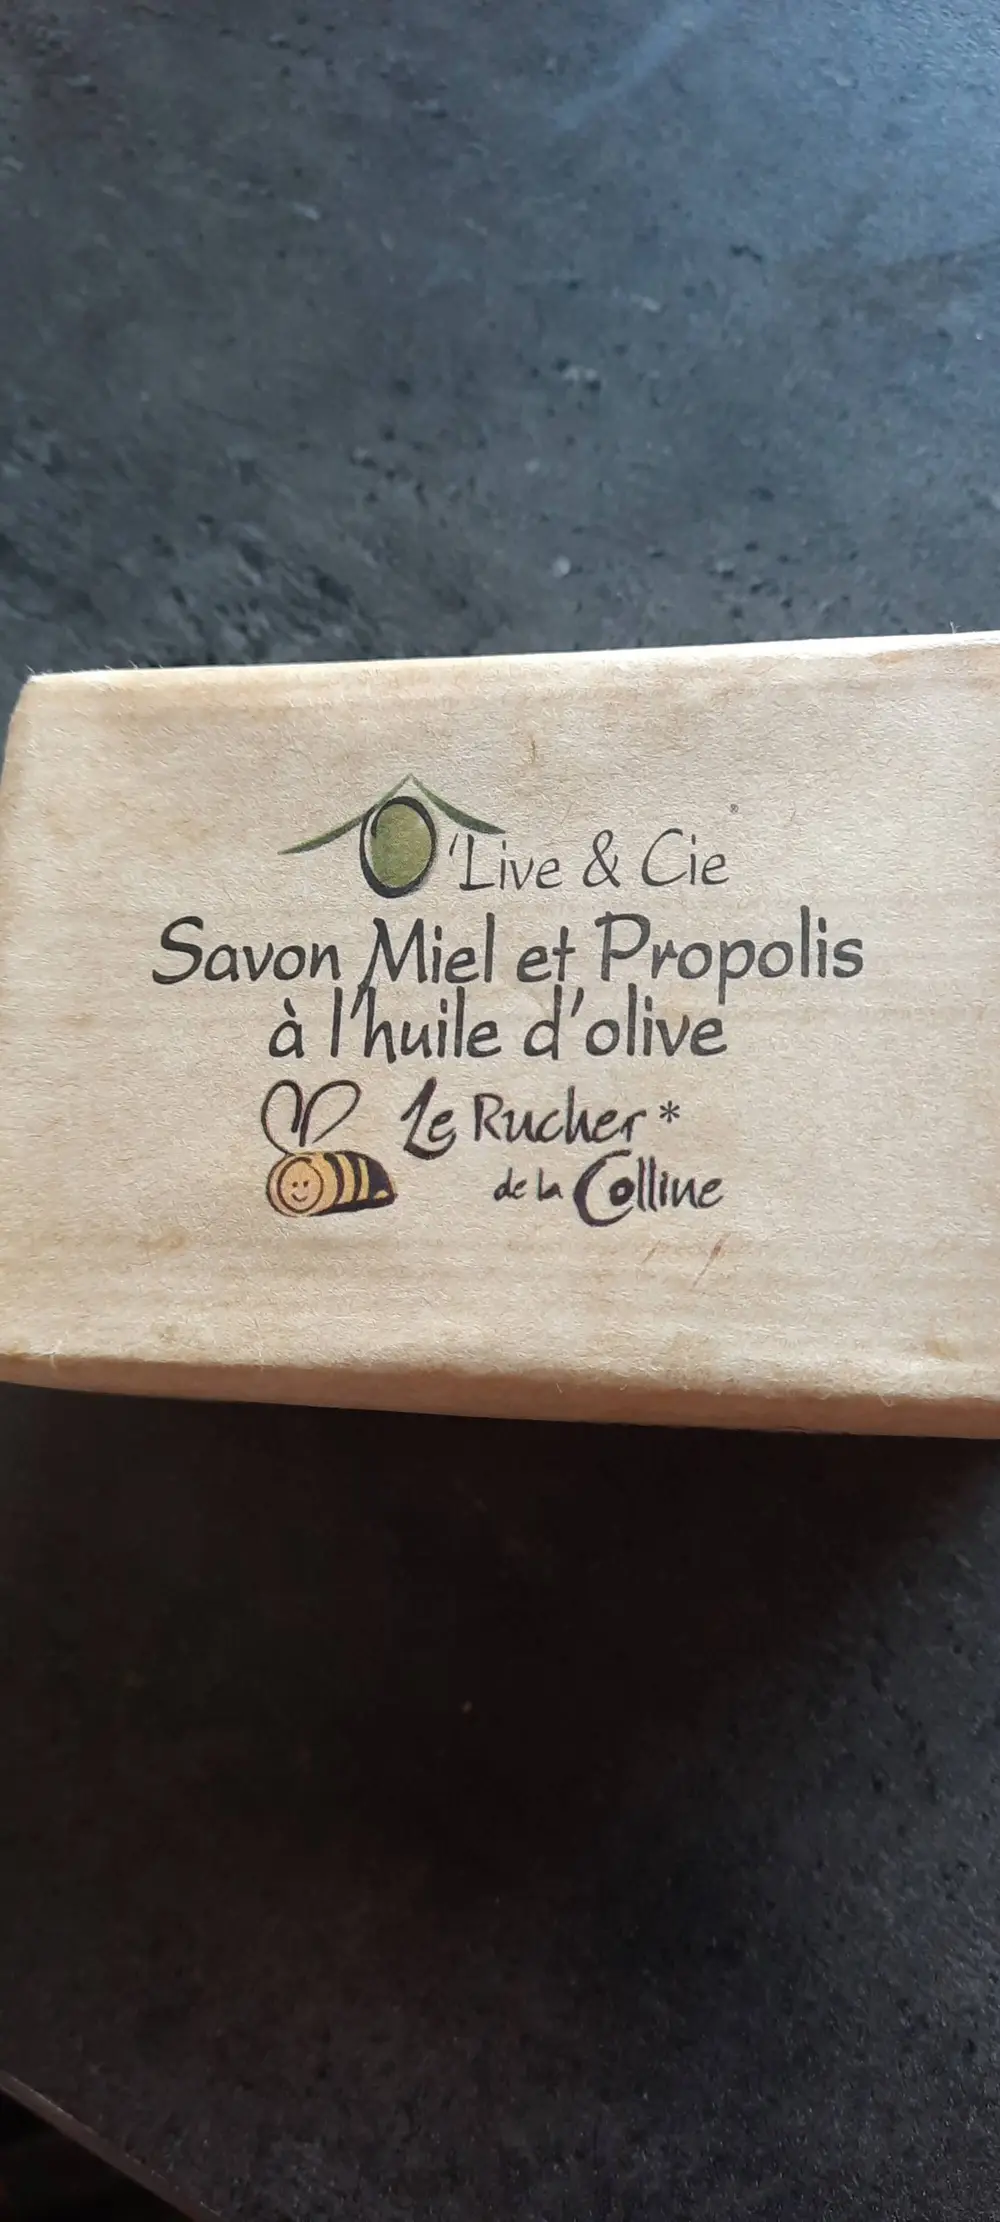 O'Live & Cie
Savon Miel et Propolis
à l'huile d'olive
Le Rucher *
de la Colline